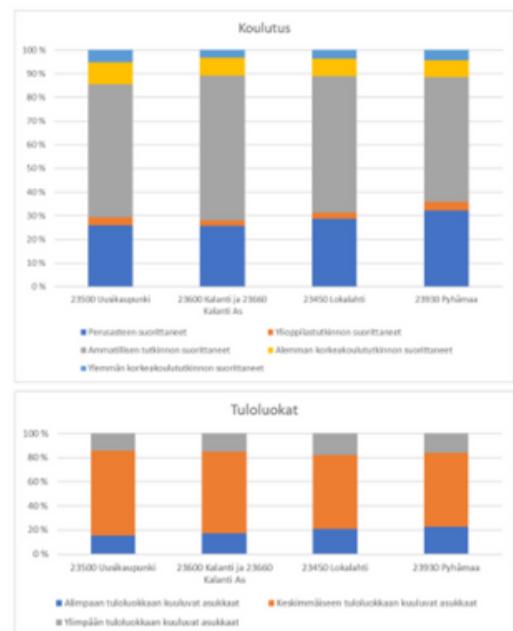 Koulutus
100 %
90 %
80 %
70 %
60 %
50 %
40 %
30 %
20 %
10 %
0 %
23500 Uusikaupunki
23600 Kalanti ja 23660
Kalanti As
23450 Lokalahti
23930 Pyhämaa
Perusasteen suorittaneet
Ylioppilastutkinnon suorittaneet
Ammatillisen tutkinnon suorittaneet
Alemman korkeakoulututkinnon suorittaneet
Ylemmän korkeakoulututkinnon suorittaneet
Tuloluokat
100 %
80 %
60 %
40 %
20 %
0 %
23500 Uusikaupunki
23600 Kalanti ja 23660
Kalanti As
23450 Lokalahti
23930 Pyhämaa
Alimpaan tuloluokkaan kuuluvat asukkaat
Keskimmäiseen tuloluokkaan kuuluvat asukkaat
Ylimpään tuloluokkaan kuuluvat asukkaat